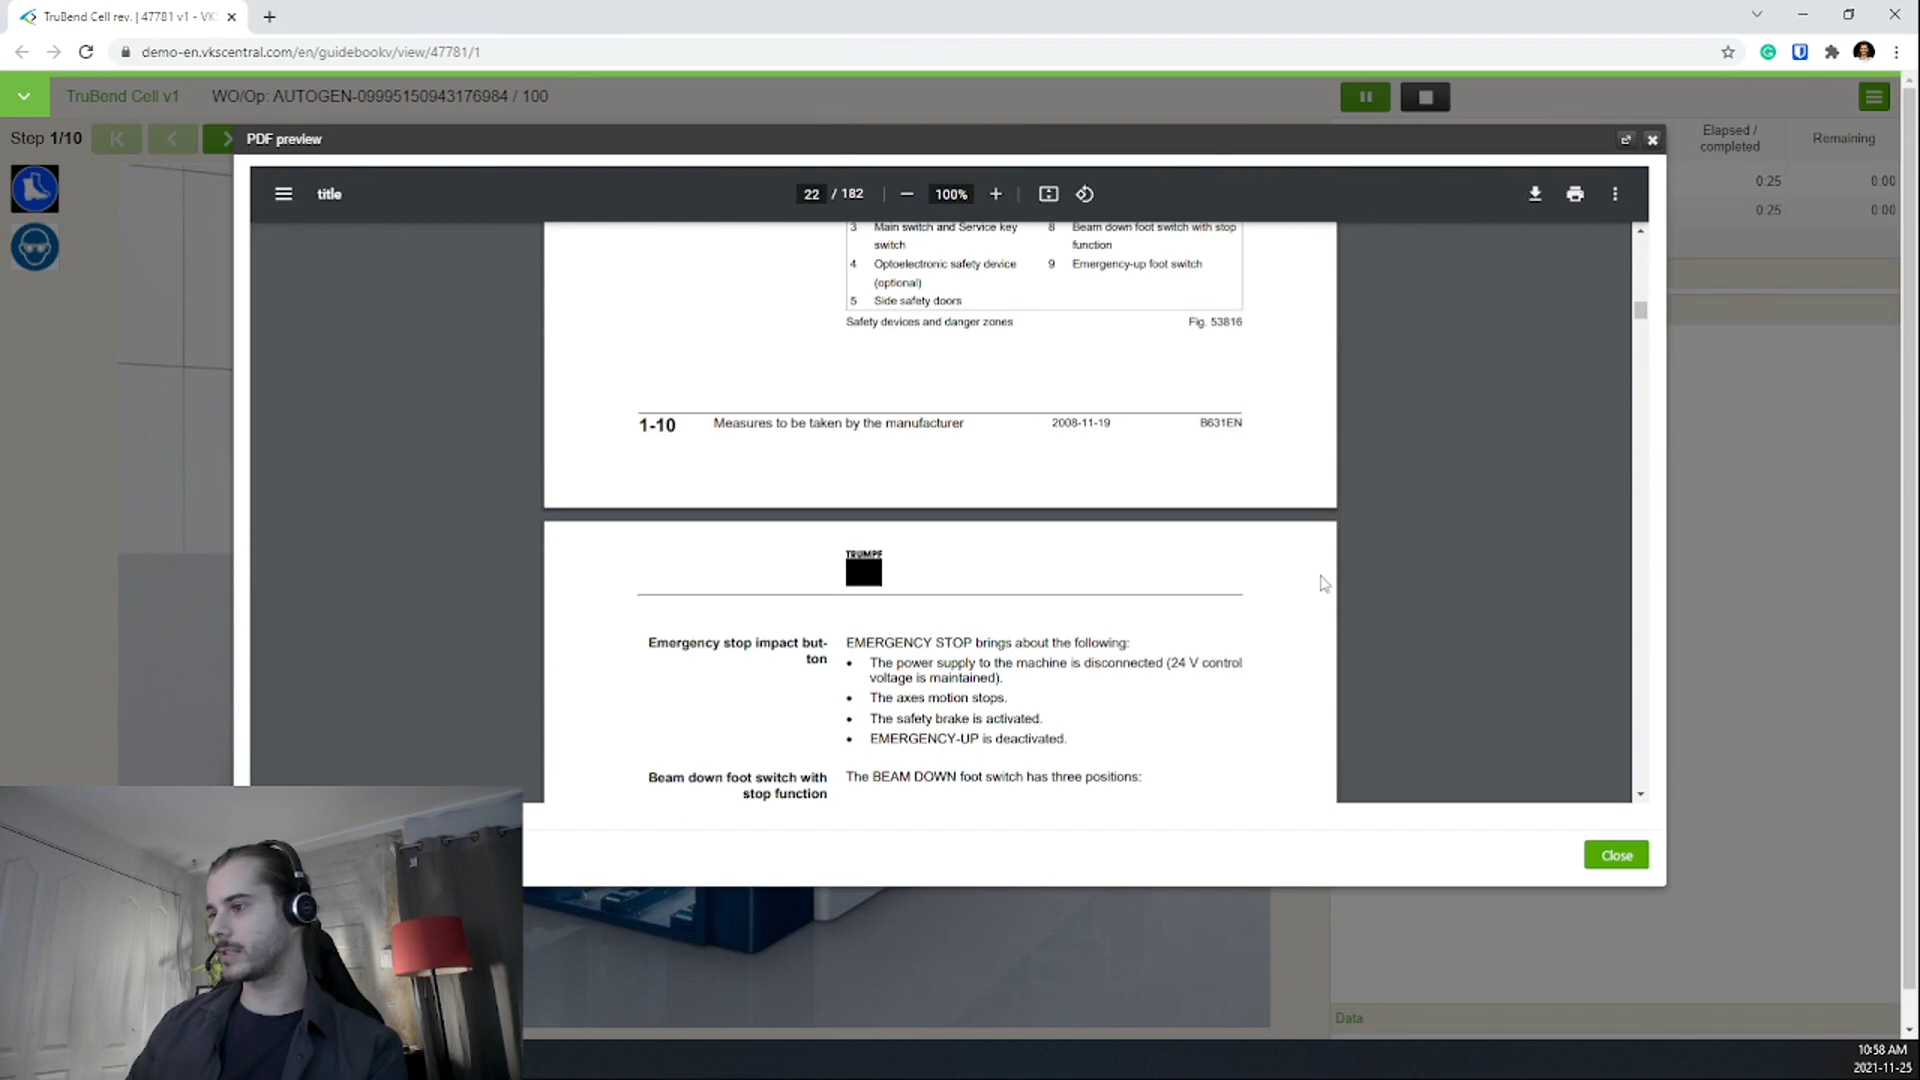 TruBend Cell rev. | 47781 v1 - VK
demo-en.vkscentral.com/en/guidebookv/view/47781/1
TruBend Cell v1
WO/Op: AUTOGEN-09995150943176984 / 100
Step 1/10
Elapsed /
completed
Remaining
0:25
0:00
0:25
0:00
PDF preview
title
22 / 182
100%
3 Main switch and Service key
switch
4 Optoelectronic safety device
(optional)
5 Side safety doors
8 Beam down foot switch with stop
function
9 Emergency-up foot switch
Safety devices and danger zones
Fig. 53816
1-10 Measures to be taken by the manufacturer 2008-11-19 B631EN
TRUMPF
Emergency stop impact but-
ton
EMERGENCY STOP brings about the following:
• The power supply to the machine is disconnected (24 V control
voltage is maintained).
• The axes motion stops.
• The safety brake is activated.
• EMERGENCY-UP is deactivated.
Beam down foot switch with
stop function
The BEAM DOWN foot switch has three positions:
Close
Data
10:58 AM
2021-11-25